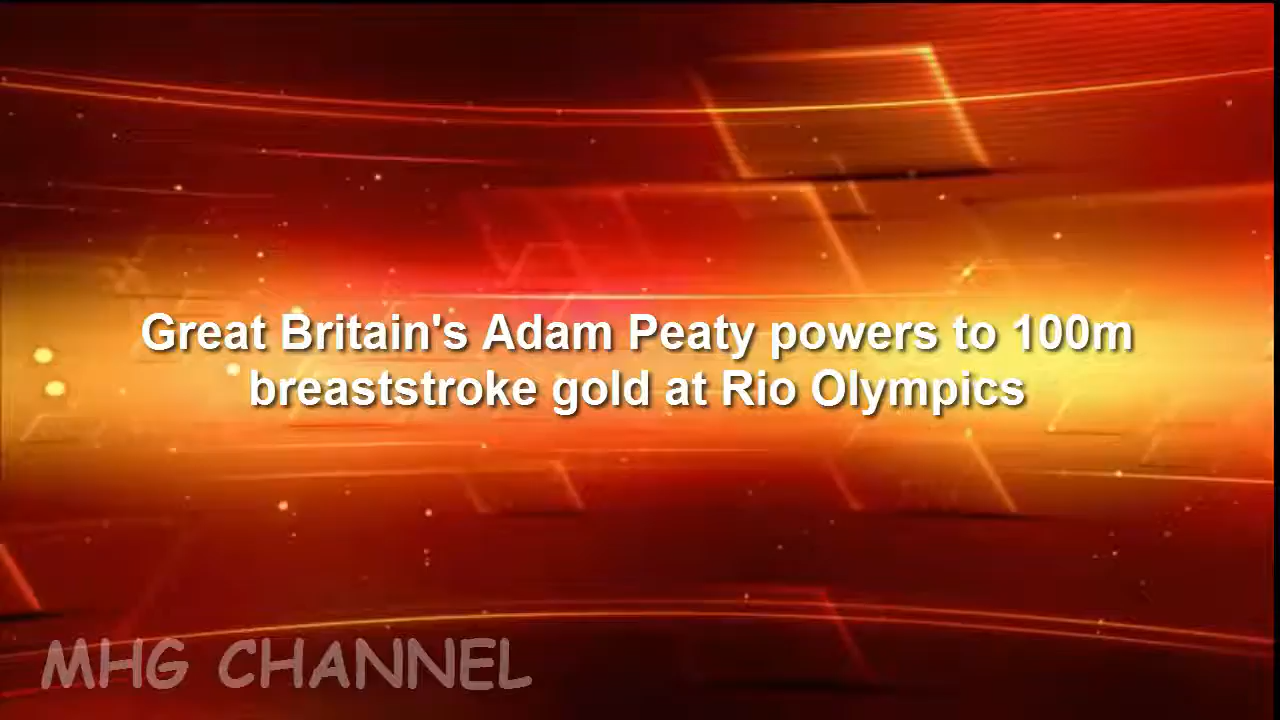 Great Britain's Adam Peaty powers to 100m
breaststroke gold at Rio Olympics
MHG CHANNEL